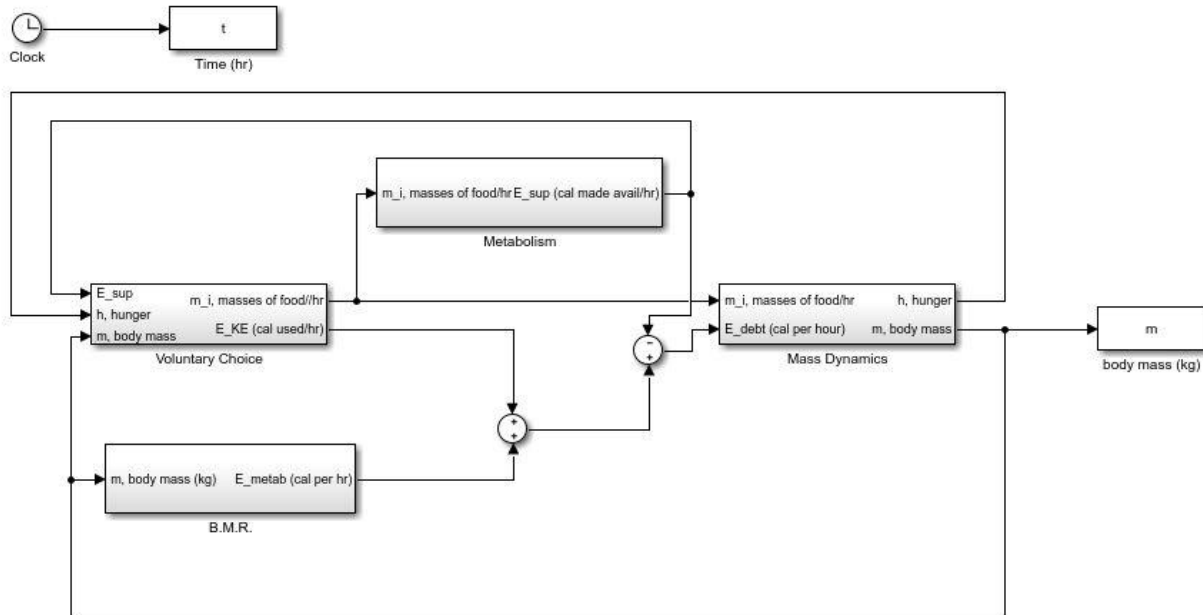 t
Clock
Time (hr)
m_i, masses of food/hr E_sup (cal made avail/hr)
Metabolism
E_sup
h, hunger
m, body mass
m_i, masses of food//hr
E_KE (cal used/hr)
Voluntary Choice
m_i, masses of food/hr
E_debt (cal per hour)
h, hunger
m, body mass
Mass Dynamics
m
body mass (kg)
−
+
+
+
m, body mass (kg) E_metab (cal per hr)
B.M.R.